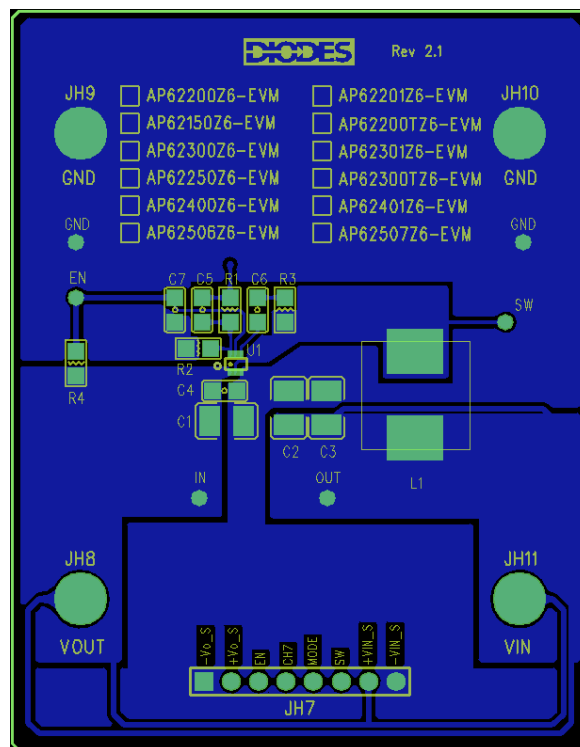 DIODES Rev 2.1
JH9 JH10
AP62200Z6-EVM AP62201Z6-EVM
AP62150Z6-EVM AP62200TZ6-EVM
AP62300Z6-EVM AP62301Z6-EVM
AP62250Z6-EVM AP62300TZ6-EVM
AP62400Z6-EVM AP62401Z6-EVM
AP62506Z6-EVM AP62507Z6-EVM
GND GND
GND GND
EN C7 C5 R1 C6 R3
SW
U1
R2
R4 C4
C1
C2 C3
L1
IN OUT
JH8 JH11
VOUT VIN
-Vo_S +Vo_S EN CH7 MODE SW +VIN_S -VIN_S
JH7